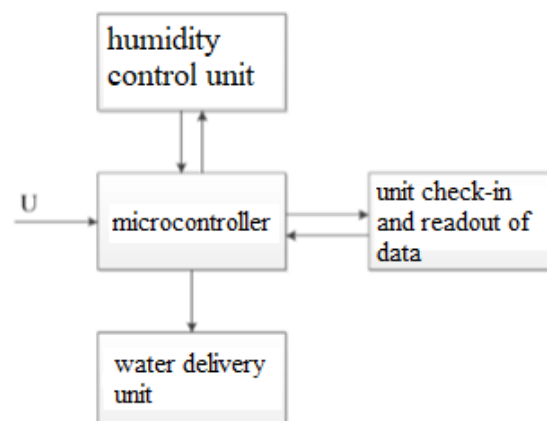 humidity
control unit
U
microcontroller
unit check-in
and readout of
data
water delivery
unit